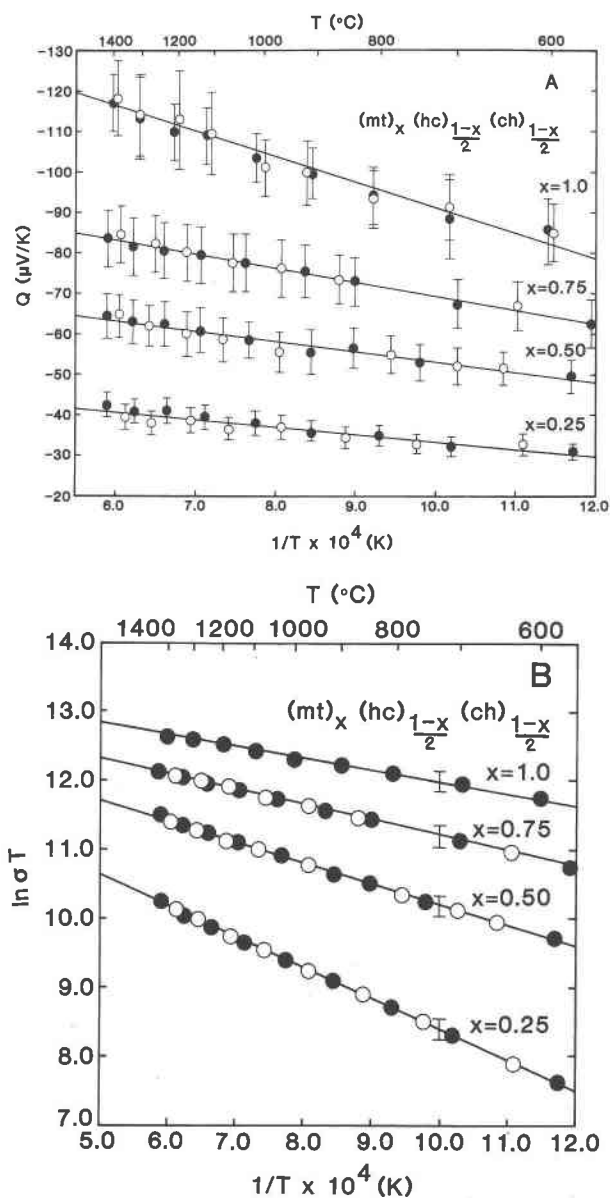 T (°C)
1400 1200 1000 800 600
-130
-120
-110
-100
-90
-80
-70
-60
-50
-40
-30
-20
Q (µV/K)
A
(mt)x (hc)1-x/2 (ch)1-x/2
x=1.0
x=0.75
x=0.50
x=0.25
6.0 7.0 8.0 9.0 10.0 11.0 12.0
1/T x 10⁴ (K)
T (°C)
1400 1200 1000 800 600
14.0
13.0
12.0
11.0
10.0
9.0
8.0
7.0
ln σT
B
(mt)x (hc)1-x/2 (ch)1-x/2
x=1.0
x=0.75
x=0.50
x=0.25
5.0 6.0 7.0 8.0 9.0 10.0 11.0 12.0
1/T x 10⁴ (K)